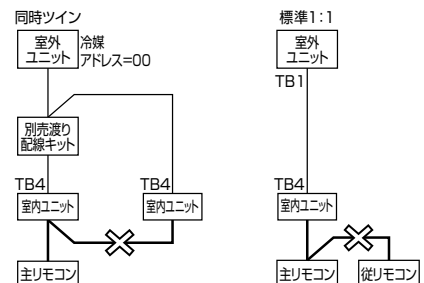 同時ツイン
室外
ユニット
冷媒
アドレス=00
別売渡り
配線キット
TB4
TB4
室内ユニット
室内ユニット
主リモコン
標準1:1
室外
ユニット
TB1
TB4
室内ユニット
主リモコン
従リモコン